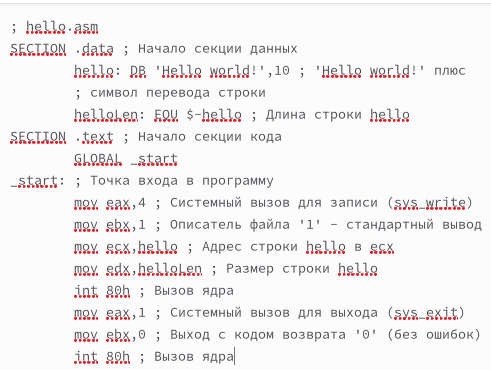 ; hello.asm
SECTION .data ; Начало секции данных
hello: DB 'Hello world!',10 ; 'Hello world!' плюс
; символ перевода строки
helloLen: EQU $-hello ; Длина строки hello
SECTION .text ; Начало секции кода
GLOBAL _start
_start: ; Точка входа в программу
mov eax,4 ; Системный вызов для записи (sys_write)
mov ebx,1 ; Описатель файла '1' - стандартный вывод
mov ecx,hello ; Адрес строки hello в ecx
mov edx,helloLen ; Размер строки hello
int 80h ; Вызов ядра
mov eax,1 ; Системный вызов для выхода (sys_exit)
mov ebx,0 ; Выход с кодом возврата '0' (без ошибок)
int 80h ; Вызов ядра